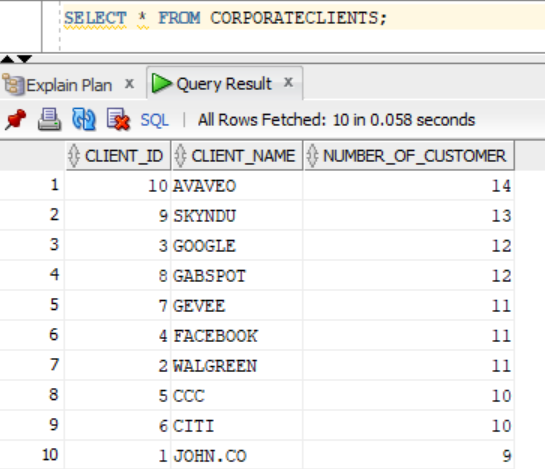 SELECT * FROM CORPORATECLIENTS;
Explain Plan x Query Result x
SQL | All Rows Fetched: 10 in 0.058 seconds
CLIENT_ID CLIENT_NAME NUMBER_OF_CUSTOMER
1 10 AVAVEO 14
2 9 SKYNDU 13
3 3 GOOGLE 12
4 8 GABSPOT 12
5 7 GEVEE 11
6 4 FACEBOOK 11
7 2 WALGREEN 11
8 5 CCC 10
9 6 CITI 10
10 1 JOHN.CO 9